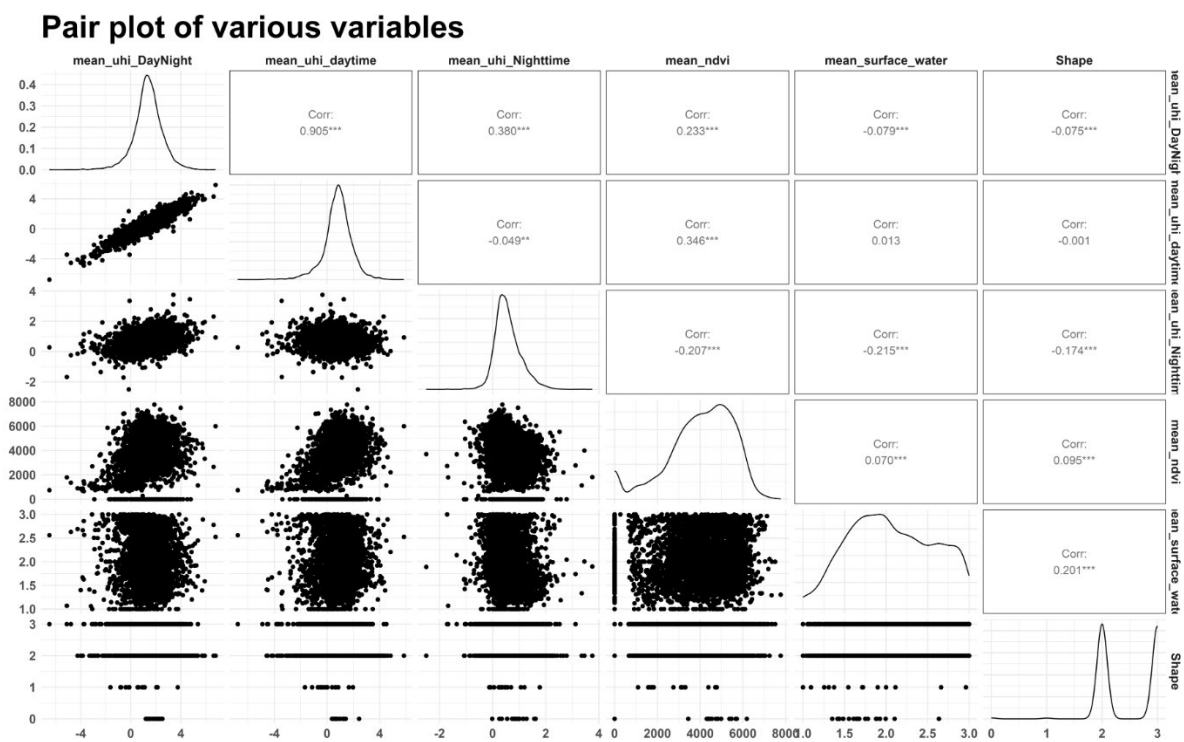 Pair plot of various variables
mean_uhi_DayNight mean_uhi_daytime mean_uhi_Nighttime mean_ndvi mean_surface_water Shape
0.4
0.3
0.2
0.1
0.0
Corr:
0.905***
Corr:
0.380***
Corr:
0.233***
Corr:
-0.079***
Corr:
-0.075***
ean_uhi_DayNigh
4
0
-4
Corr:
-0.049**
Corr:
0.346***
Corr:
0.013
Corr:
-0.001
ean_uhi_daytime
4
2
0
-2
Corr:
-0.207***
Corr:
-0.215***
Corr:
-0.174***
ean_uhi_Nighttim
8000
6000
4000
2000
0
Corr:
0.070***
Corr:
0.095***
mean_ndvi
3.0
2.5
2.0
1.5
1.0
Corr:
0.201***
ean_surface_wate
3
2
1
0
Shape
-4 0 4
-4 0 4
-2 0 2 4
0 2000 4000 6000 8000
1.0 1.5 2.0 2.5 3.0
0 1 2 3